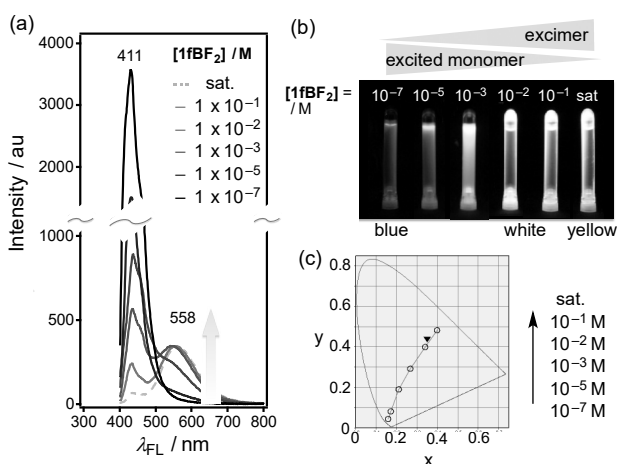 (a)
4000
3000
2000
500
0
Intensity / au
411
558
[1fBF2] / M
sat.
1 x 10−1
1 x 10−2
1 x 10−3
1 x 10−5
1 x 10−7
300 400 500 600 700 800
λFL / nm
(b)
excimer
excited monomer
[1fBF2] =
/ M
10−7 10−5 10−3 10−2 10−1 sat
blue white yellow
(c)
0.8
0.6
0.4
0.2
0
y
0 0.2 0.4 0.6
x
sat.
10−1 M
10−2 M
10−3 M
10−5 M
10−7 M